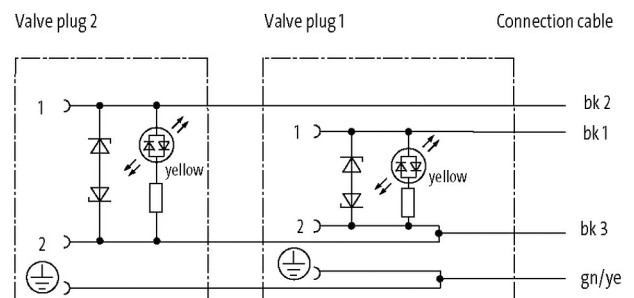 Valve plug 2
Valve plug 1
Connection cable
1
bk 2
1
bk 1
yellow
yellow
2
2
bk 3
gn/ye